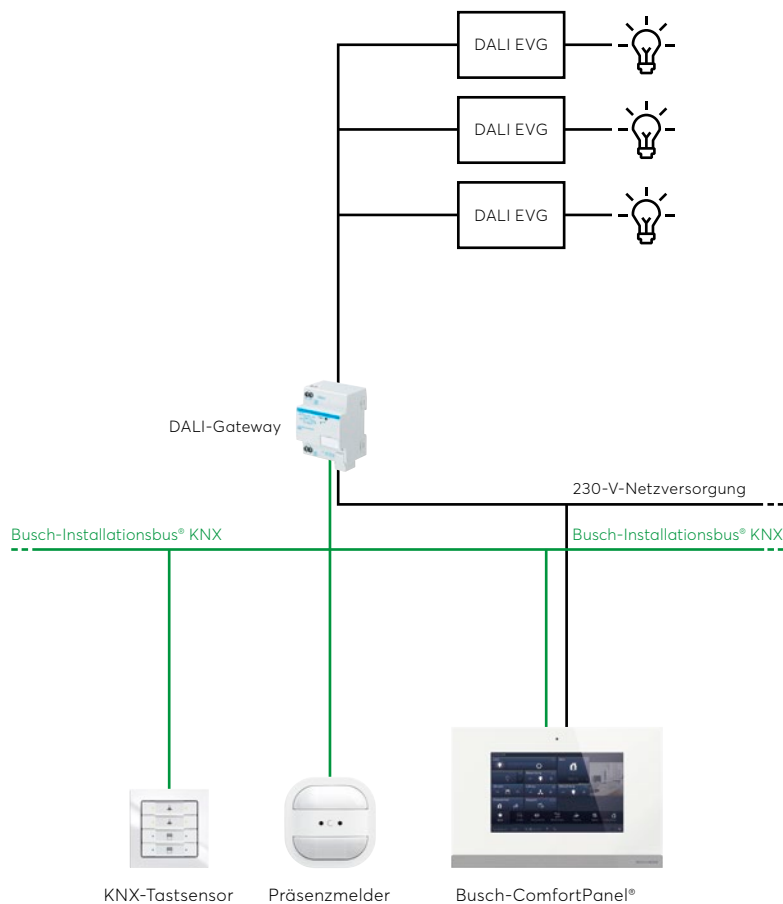 DALI EVG
DALI EVG
DALI EVG
DALI-Gateway
230-V-Netzversorgung
Busch-Installationsbus® KNX
Busch-Installationsbus® KNX
KNX-Tastsensor
Präsenzmelder
Busch-ComfortPanel®